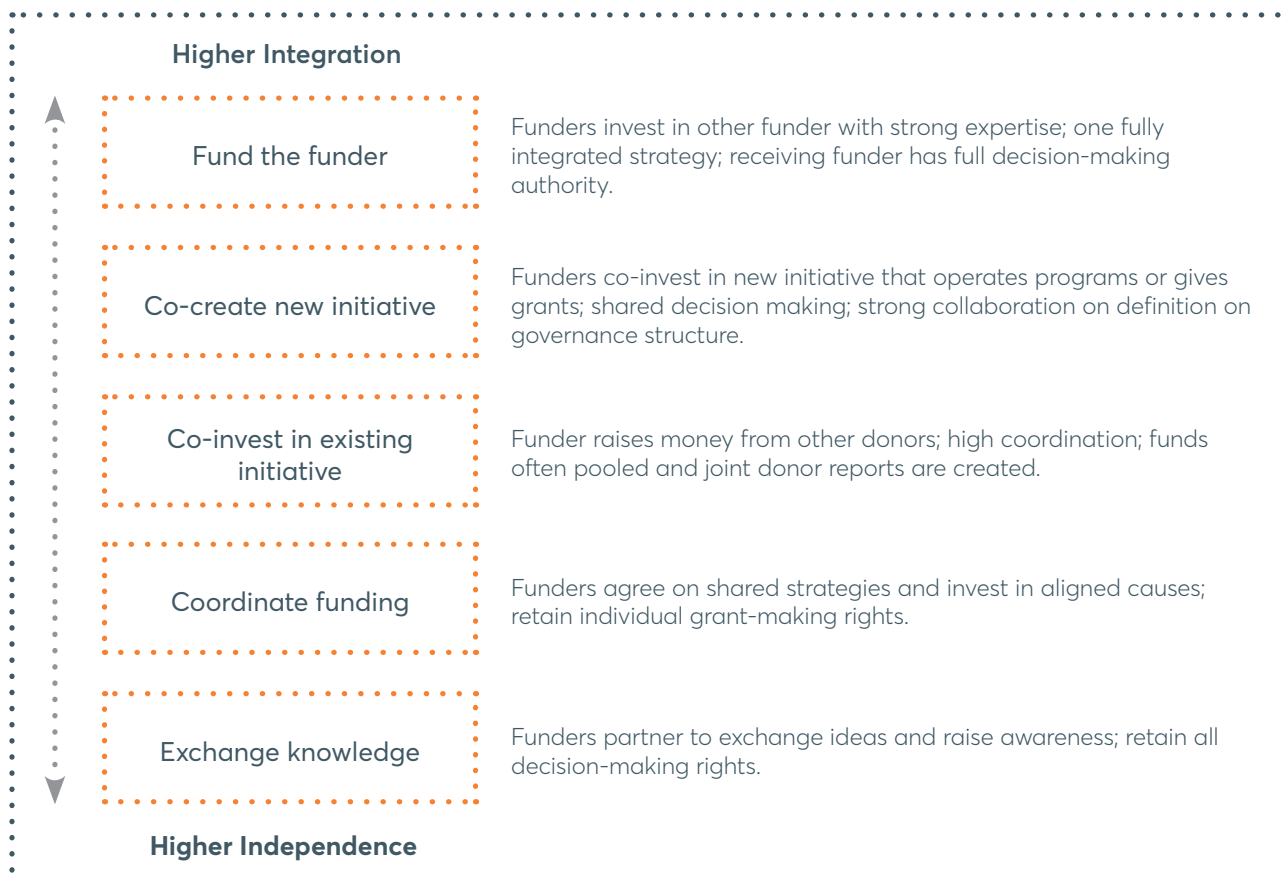 Higher Integration
Fund the funder
Funders invest in other funder with strong expertise; one fully
integrated strategy; receiving funder has full decision-making
authority.
Co-create new initiative
Funders co-invest in new initiative that operates programs or gives
grants; shared decision making; strong collaboration on definition on
governance structure.
Co-invest in existing
initiative
Funder raises money from other donors; high coordination; funds
often pooled and joint donor reports are created.
Coordinate funding
Funders agree on shared strategies and invest in aligned causes;
retain individual grant-making rights.
Exchange knowledge
Funders partner to exchange ideas and raise awareness; retain all
decision-making rights.
Higher Independence